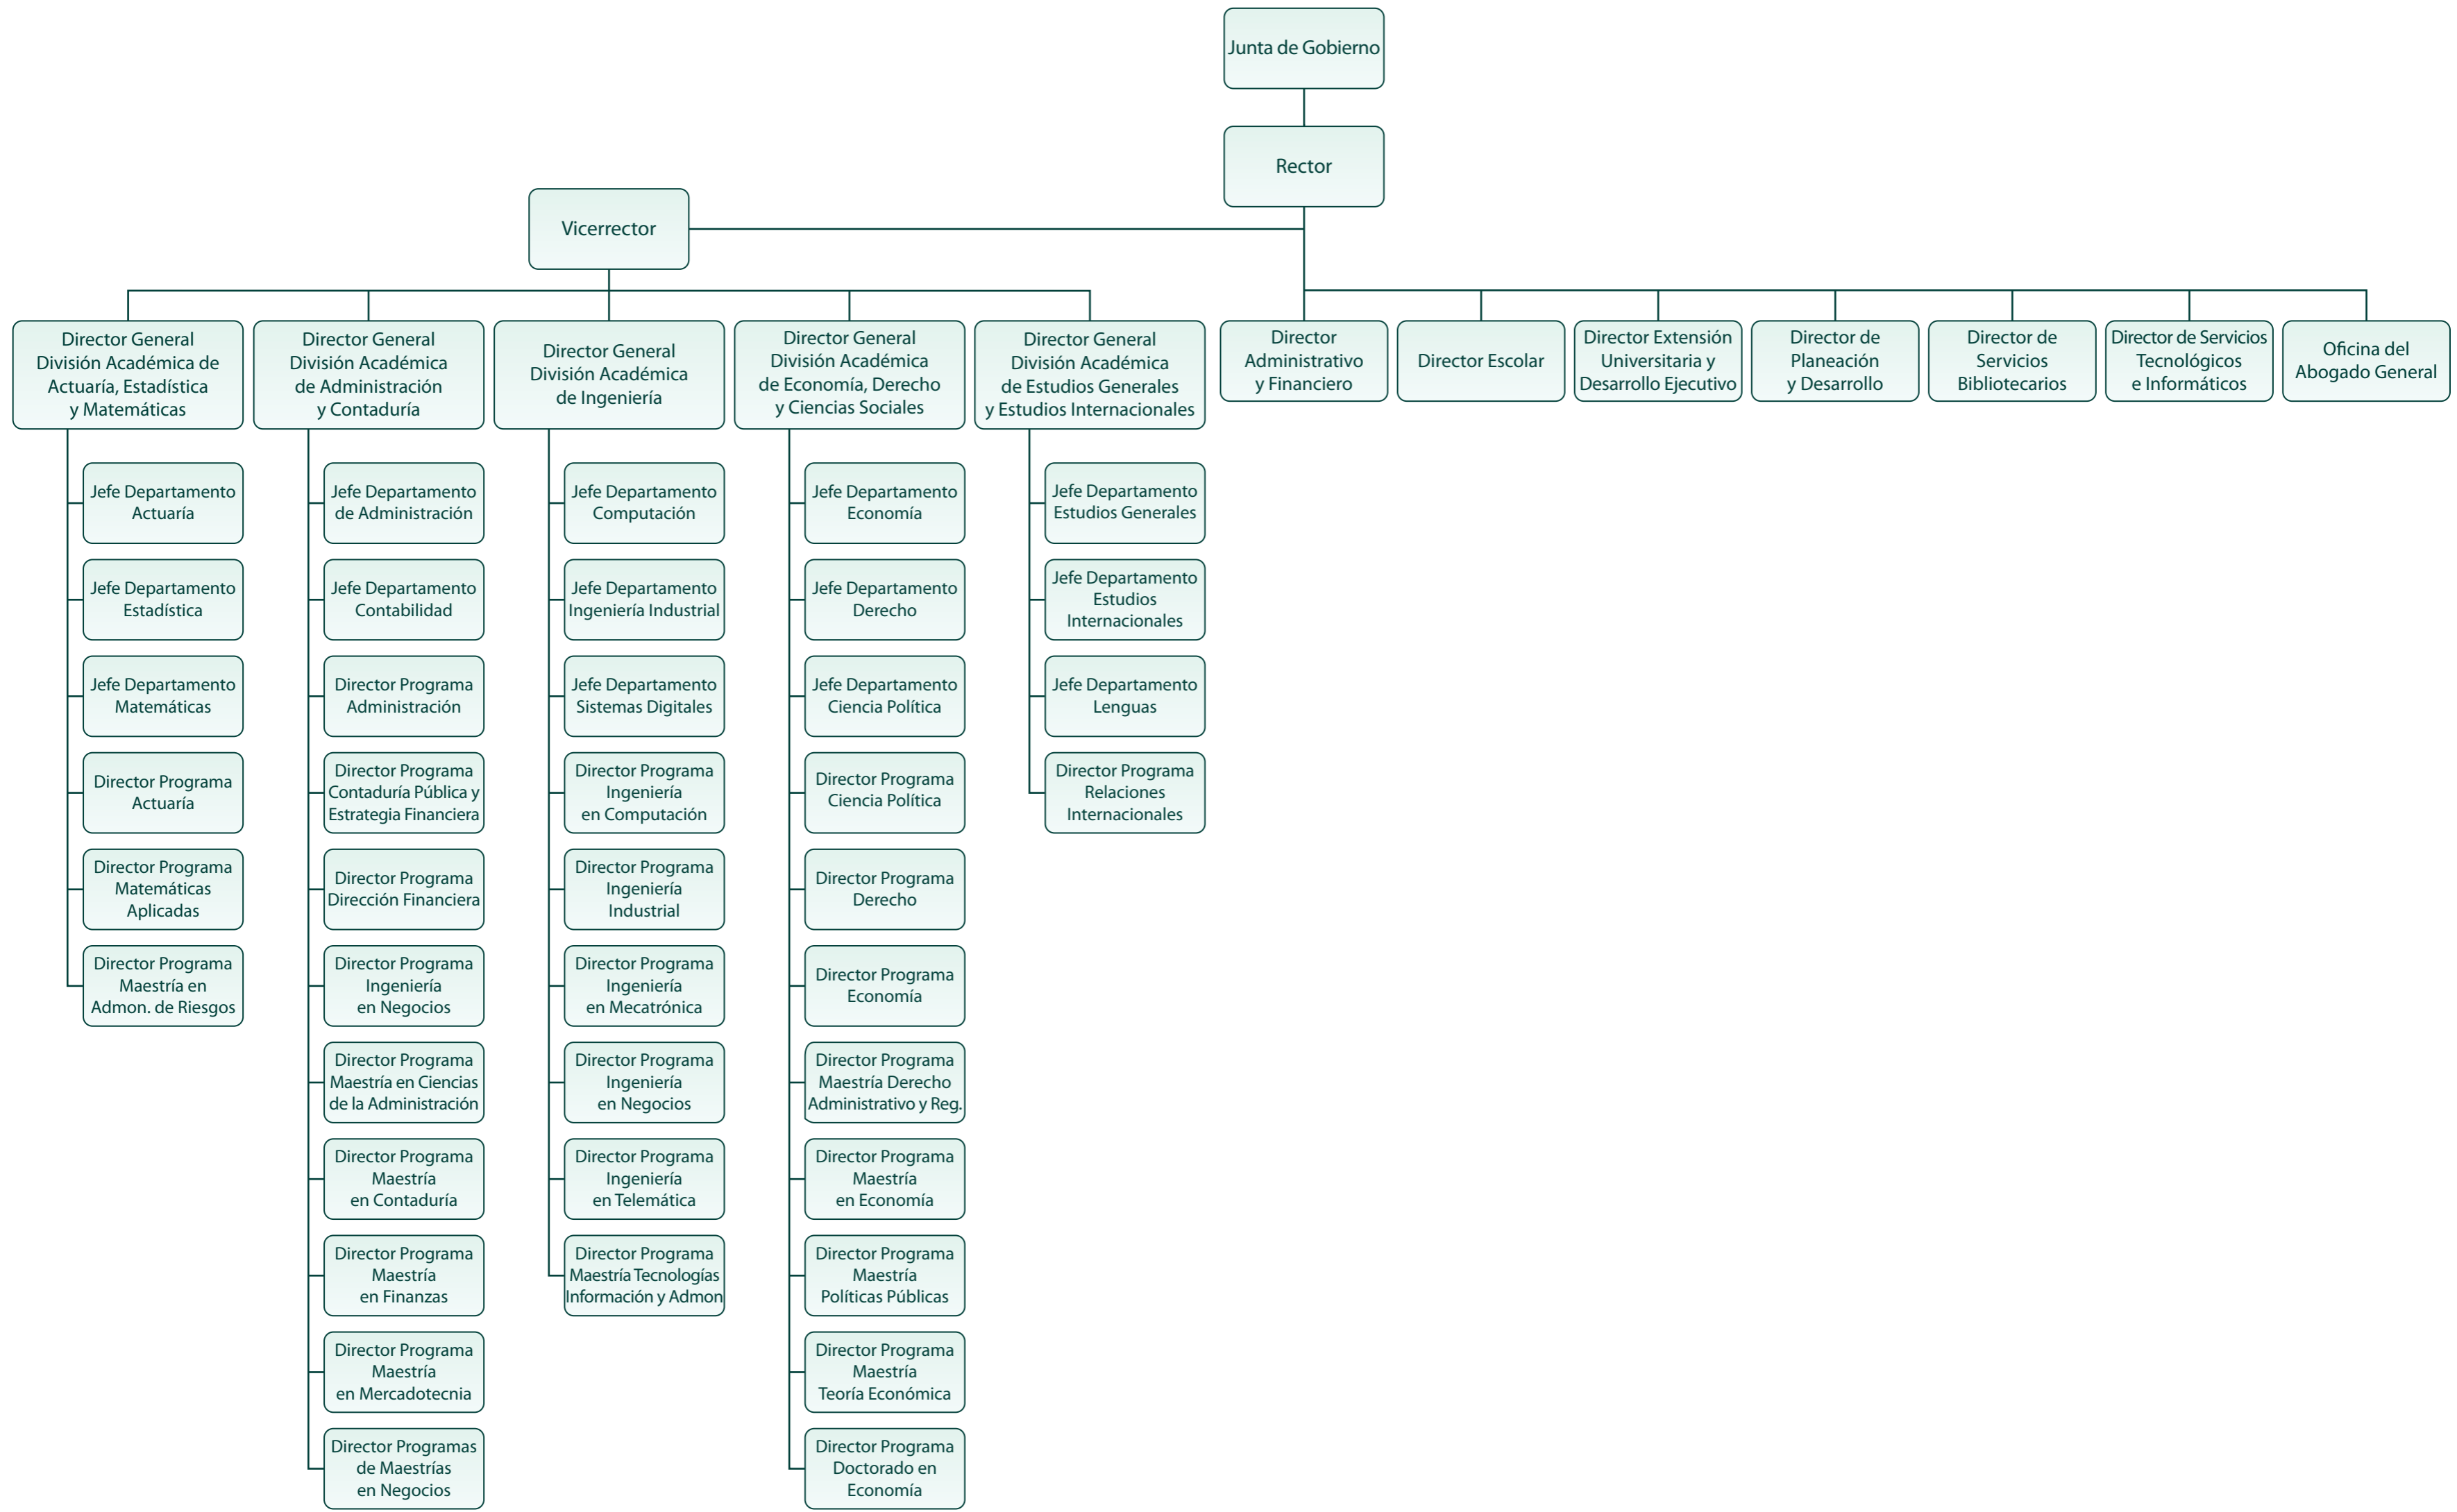 Junta de Gobierno
Rector
Vicerrector
Director General
División Académica de
Actuaría, Estadística
y Matemáticas
Director General
División Académica
de Administración
y Contaduría
Director General
División Académica
de Ingeniería
Director General
División Académica
de Economía, Derecho
y Ciencias Sociales
Director General
División Académica
de Estudios Generales
y Estudios Internacionales
Director
Administrativo
y Financiero
Director Escolar
Director Extensión
Universitaria y
Desarrollo Ejecutivo
Director de
Planeación
y Desarrollo
Director de
Servicios
Bibliotecarios
Director de Servicios
Tecnológicos
e Informáticos
Oficina del
Abogado General
Jefe Departamento
Actuaría
Jefe Departamento
Estadística
Jefe Departamento
Matemáticas
Director Programa
Actuaría
Director Programa
Matemáticas
Aplicadas
Director Programa
Maestría en
Admon. de Riesgos
Jefe Departamento
de Administración
Jefe Departamento
Contabilidad
Director Programa
Administración
Director Programa
Contaduría Pública y
Estrategia Financiera
Director Programa
Dirección Financiera
Director Programa
Ingeniería
en Negocios
Director Programa
Maestría en Ciencias
de la Administración
Director Programa
Maestría
en Contaduría
Director Programa
Maestría
en Finanzas
Director Programa
Maestría
en Mercadotecnia
Director Programas
de Maestrías
en Negocios
Jefe Departamento
Computación
Jefe Departamento
Ingeniería Industrial
Jefe Departamento
Sistemas Digitales
Director Programa
Ingeniería
en Computación
Director Programa
Ingeniería
Industrial
Director Programa
Ingeniería
en Mecatrónica
Director Programa
Ingeniería
en Negocios
Director Programa
Ingeniería
en Telemática
Director Programa
Maestría Tecnologías
Información y Admon
Jefe Departamento
Economía
Jefe Departamento
Derecho
Jefe Departamento
Ciencia Política
Director Programa
Ciencia Política
Director Programa
Derecho
Director Programa
Economía
Director Programa
Maestría Derecho
Administrativo y Reg.
Director Programa
Maestría
en Economía
Director Programa
Maestría
Políticas Públicas
Director Programa
Maestría
Teoría Económica
Director Programa
Doctorado en
Economía
Jefe Departamento
Estudios Generales
Jefe Departamento
Estudios
Internacionales
Jefe Departamento
Lenguas
Director Programa
Relaciones
Internacionales